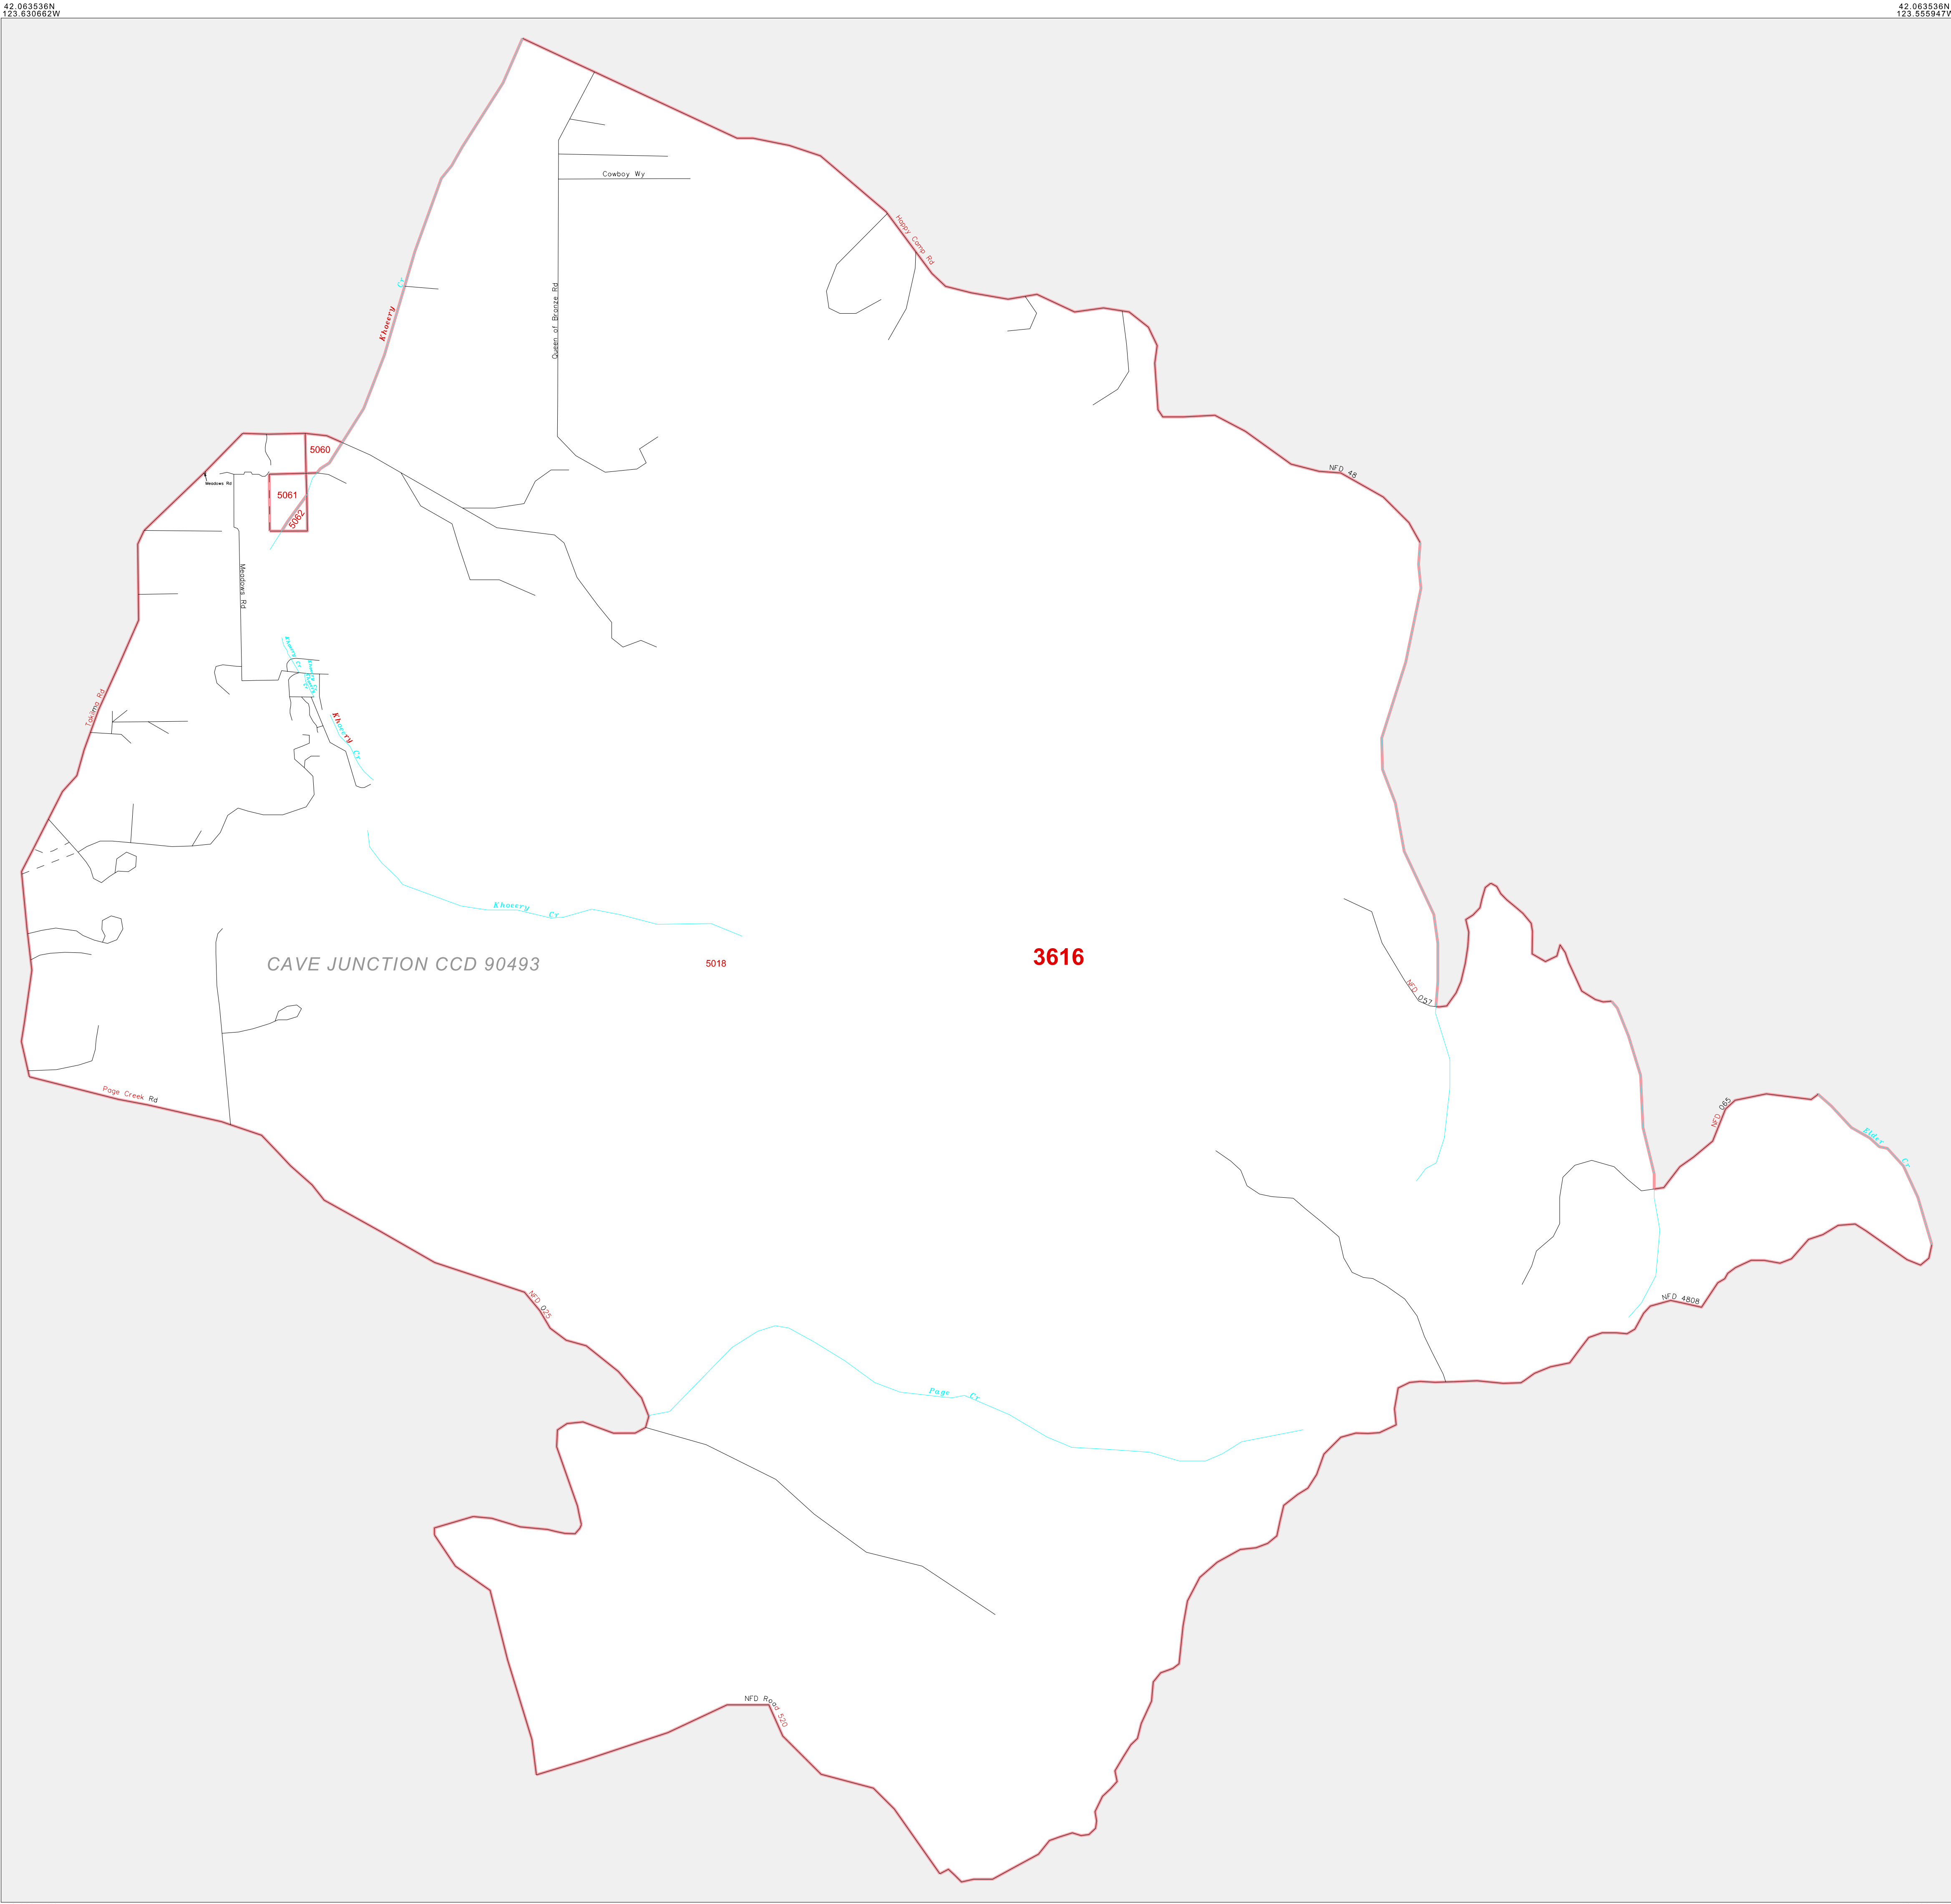 42.063536N
123.630662W
42.063536N
123.555947W
Cowboy Wy
Happy Camp Rd
Khoeery Cr
Queen of Bronze Rd
5060
NFD 48
Meadows Rd
5061
5062
Meadows Rd
Khoeery Cr
Takilma Rd
Khoeery Cr
Khoeery Cr
CAVE JUNCTION CCD 90493
5018
3616
NFD 057
Page Creek Rd
NFD 065
Elder Cr
NFD 025
NFD 4808
Page Cr
NFD Road 520